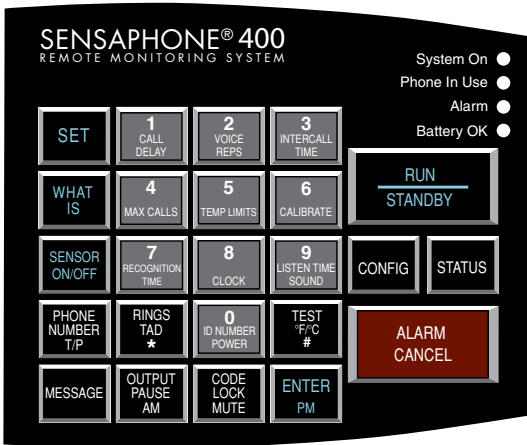 SENSAPHONE® 400
REMOTE MONITORING SYSTEM
System On
Phone In Use
Alarm
Battery OK
SET
1
CALL
DELAY
2
VOICE
REPS
3
INTERCALL
TIME
RUN
STANDBY
WHAT
IS
4
MAX CALLS
5
TEMP LIMITS
6
CALIBRATE
SENSOR
ON/OFF
7
RECOGNITION
TIME
8
CLOCK
9
LISTEN TIME
SOUND
CONFIG
STATUS
PHONE
NUMBER
T/P
RINGS
TAD
*
0
ID NUMBER
POWER
TEST
°F/°C
#
ALARM
CANCEL
MESSAGE
OUTPUT
PAUSE
AM
CODE
LOCK
MUTE
ENTER
PM